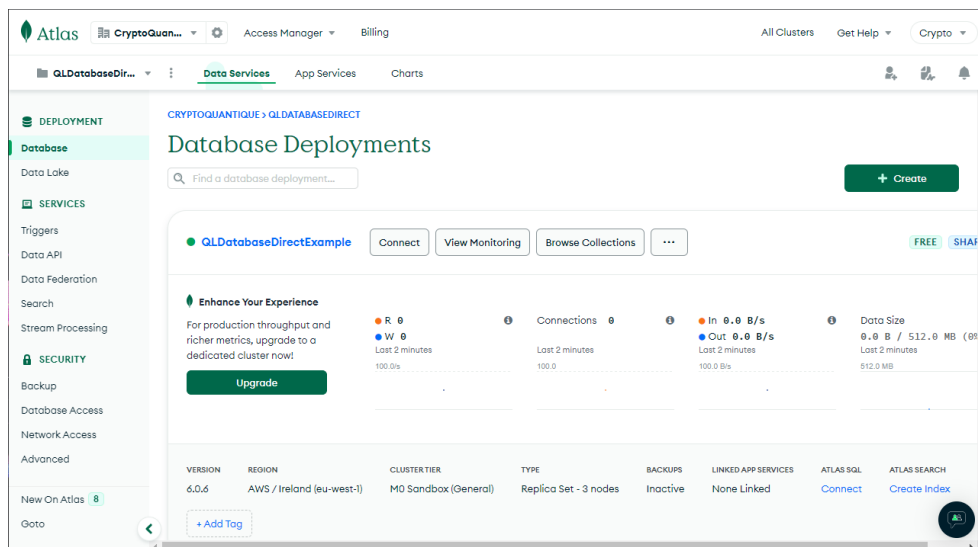 Atlas
CryptoQuan...
Access Manager
Billing
All Clusters
Get Help
Crypto
QLDatabaseDir...
Data Services
App Services
Charts
DEPLOYMENT
Database
Data Lake
SERVICES
Triggers
Data API
Data Federation
Search
Stream Processing
SECURITY
Backup
Database Access
Network Access
Advanced
New On Atlas 8
Goto
CRYPTOQUANTIQUE > QLDATABASEDIRECT
Database Deployments
Find a database deployment...
+ Create
QLDatabaseDirectExample
Connect
View Monitoring
Browse Collections
...
FREE
SHAR
Enhance Your Experience
For production throughput and
richer metrics, upgrade to a
dedicated cluster now!
Upgrade
R 0
W 0
Last 2 minutes
100.0/s
Connections 0
Last 2 minutes
100.0
In 0.0 B/s
Out 0.0 B/s
Last 2 minutes
100.0 B/s
Data Size
0.0 B / 512.0 MB (0%
Last 2 minutes
512.0 MB
VERSION
6.0.6
REGION
AWS / Ireland (eu-west-1)
CLUSTER TIER
M0 Sandbox (General)
TYPE
Replica Set - 3 nodes
BACKUPS
Inactive
LINKED APP SERVICES
None Linked
ATLAS SQL
Connect
ATLAS SEARCH
Create Index
+ Add Tag